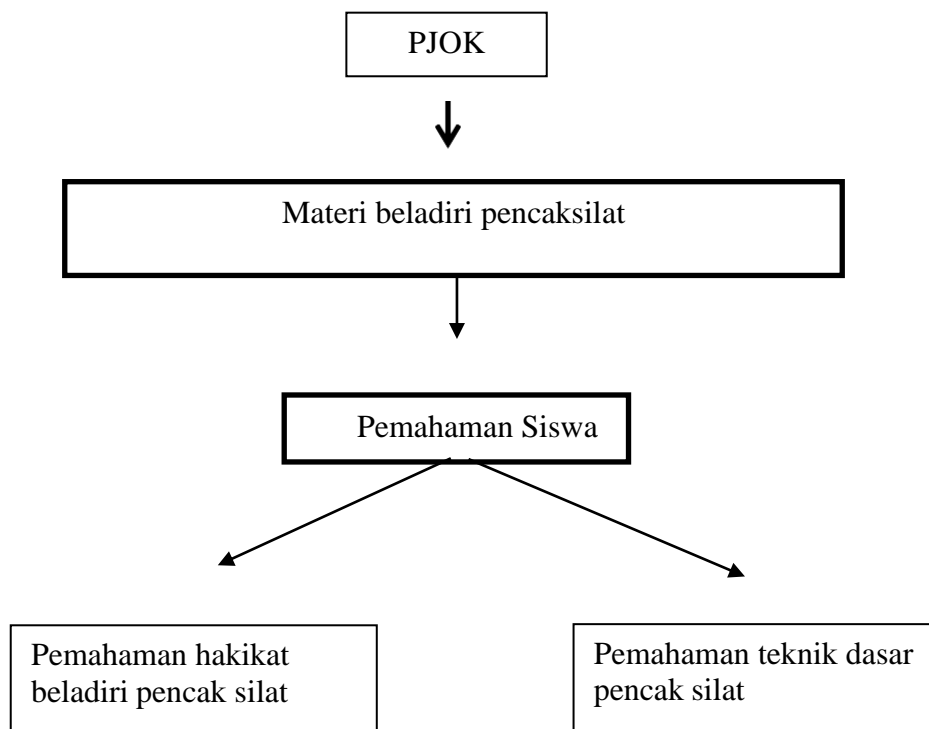 PJOK
Materi beladiri pencaksilat
Pemahaman Siswa
Pemahaman hakikat
beladiri pencak silat
Pemahaman teknik dasar
pencak silat